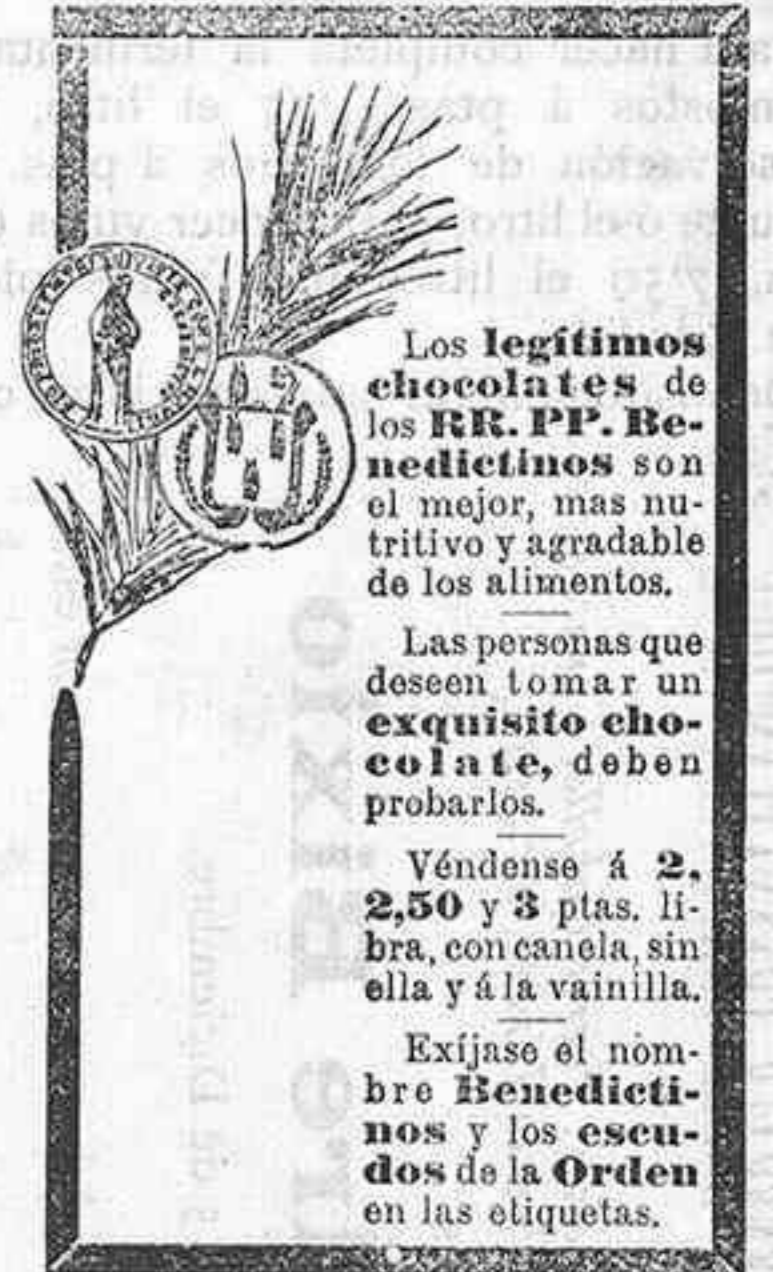 Los legítimos
chocolates de
los RR. PP. Be-
nedictinos son
el mejor, mas nu-
tritivo y agradable
de los alimentos.
Las personas que
deseen tomar un
exquisito cho-
colate, deben
probarlos.
Véndense á 2,
2,50 y 3 ptas. li-
bra, con canela, sin
ella y á la vainilla.
Exíjase el nom-
bre Benedicti-
nos y los escu-
dos de la Orden
en las etiquetas.